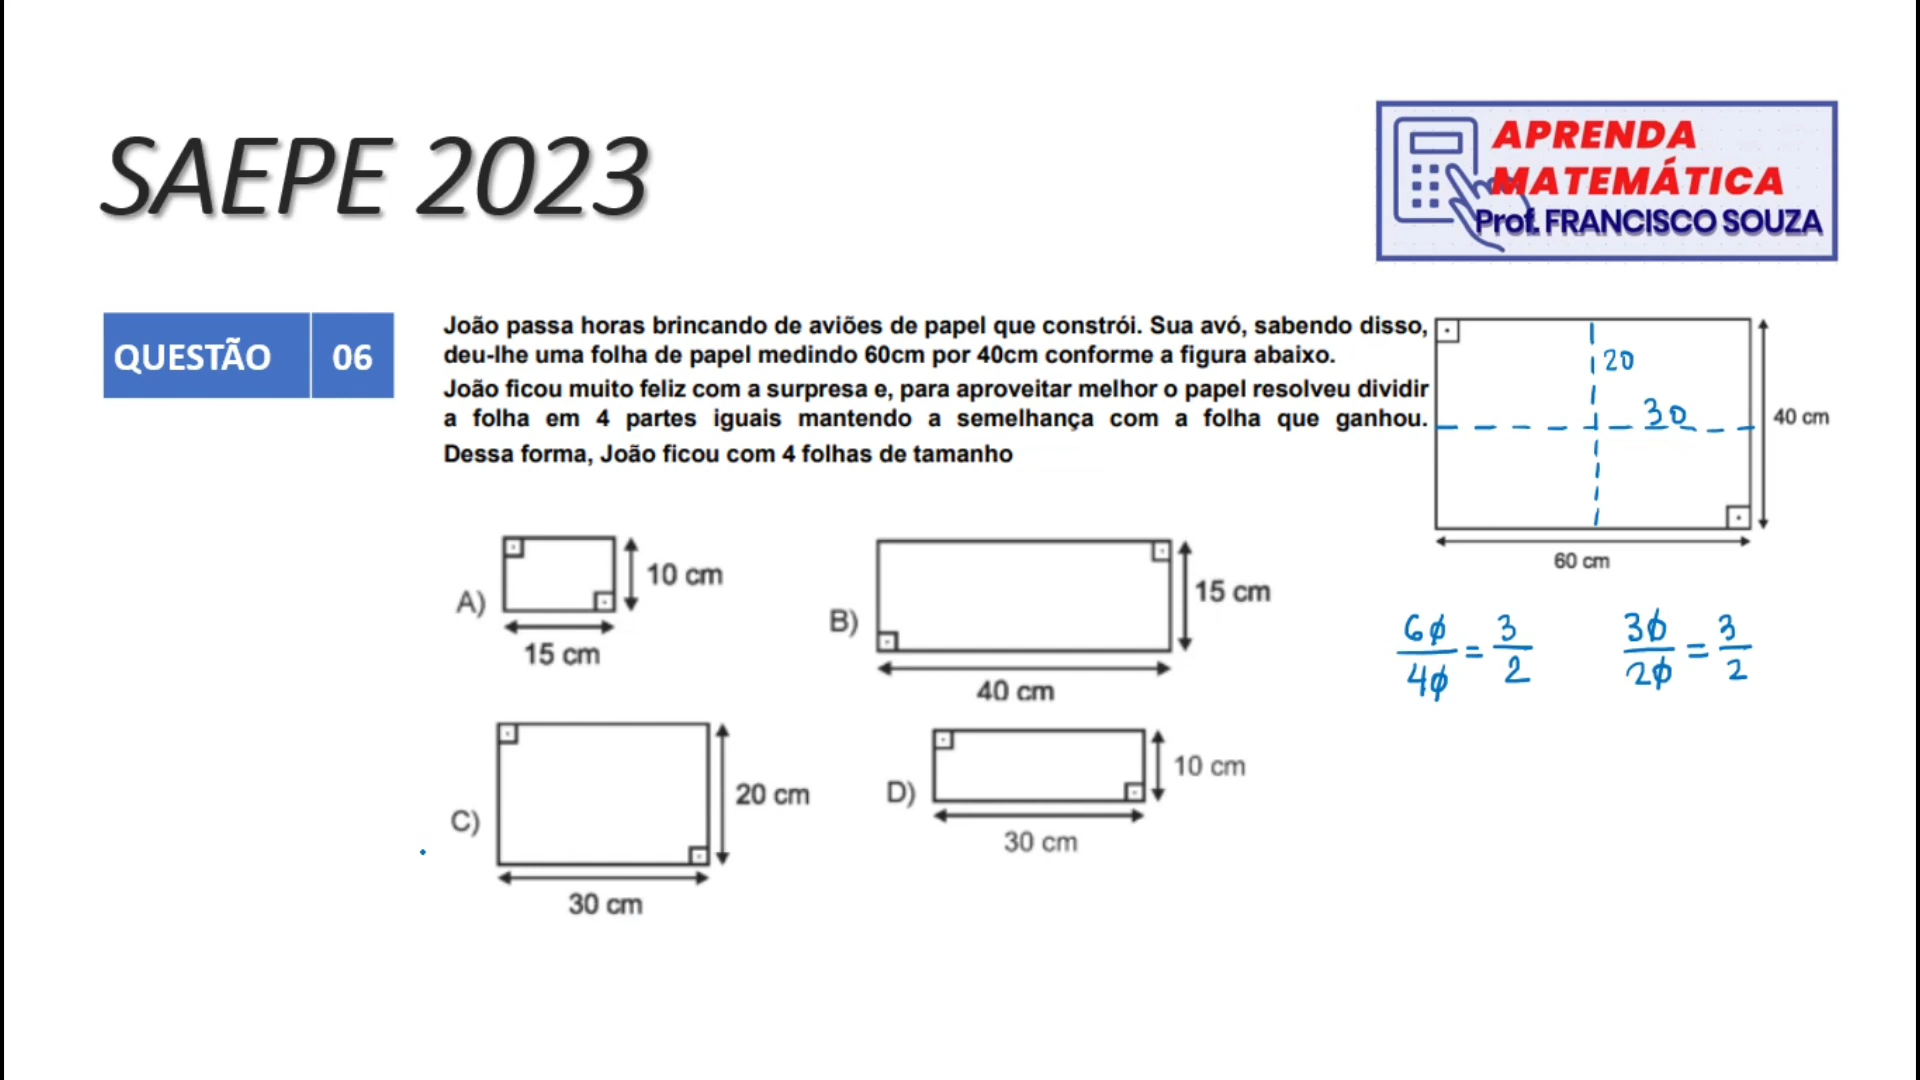 SAEPE 2023
APRENDA
MATEMÁTICA
Prof. FRANCISCO SOUZA
QUESTÃO 06
João passa horas brincando de aviões de papel que constrói. Sua avó, sabendo disso,
deu-lhe uma folha de papel medindo 60cm por 40cm conforme a figura abaixo.
João ficou muito feliz com a surpresa e, para aproveitar melhor o papel resolveu dividir
a folha em 4 partes iguais mantendo a semelhança com a folha que ganhou.
Dessa forma, João ficou com 4 folhas de tamanho
20
30
40 cm
60 cm
A)
10 cm
15 cm
B)
15 cm
40 cm
C)
20 cm
30 cm
D)
10 cm
30 cm
60/40 = 3/2
30/20 = 3/2